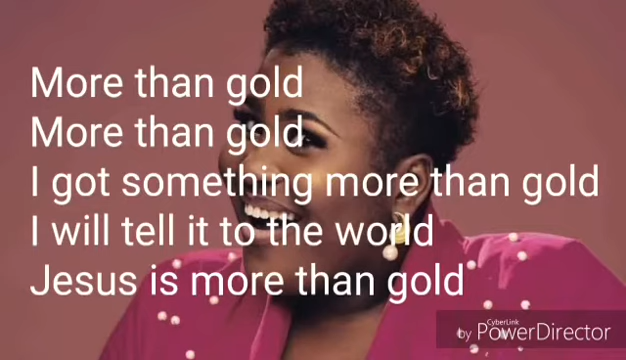 More than gold
More than gold
I got something more than gold
I will tell it to the world
Jesus is more than gold
CyberLink
by PowerDirector